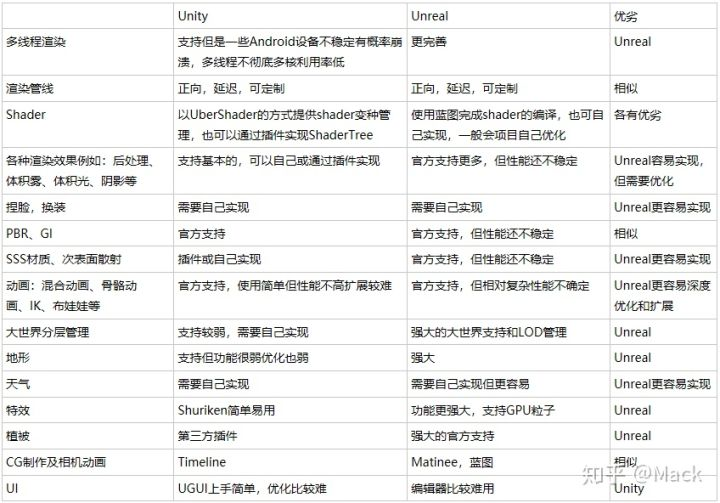 Unity Unreal 优劣
多线程渲染 支持但是一些Android设备不稳定有概率崩 更完善 Unreal
溃，多线程不彻底多核利用率低
渲染管线 正向，延迟，可定制 正向，延迟，可定制 相似
Shader 以UberShader的方式提供shader变种管 使用蓝图完成shader的编译，也可自 各有优劣
理，也可以通过插件实现ShaderTree 己实现，一般会项目自己优化
各种渲染效果例如：后处理、 支持基本的，可以自己或通过插件实现 官方支持更多，但性能还不稳定 Unreal容易实现，
体积雾、体积光、阴影等 但需要优化
捏脸，换装 需要自己实现 需要自己实现 Unreal更容易实现
PBR、GI 官方支持 官方支持，但性能还不稳定 相似
SSS材质、次表面散射 插件或自己实现 官方支持，但性能还不稳定 Unreal更容易实现
动画：混合动画、骨骼动 官方支持，使用简单但性能不高扩展较难 官方支持，但相对复杂性能不确定 Unreal更容易深度
画、IK、布娃娃等 优化和扩展
大世界分层管理 支持较弱，需要自己实现 强大的大世界支持和LOD管理 Unreal
地形 支持但功能很弱优化也弱 强大 Unreal
天气 需要自己实现 需要自己实现但更容易 Unreal更容易实现
特效 Shuriken简单易用 功能更强大，支持GPU粒子 Unreal
植被 第三方插件 强大的官方支持 Unreal
CG制作及相机动画 Timeline Matinee，蓝图 相似
UI UGUI上手简单，优化比较难 编辑器比较难用 Unity
知乎 @Mack